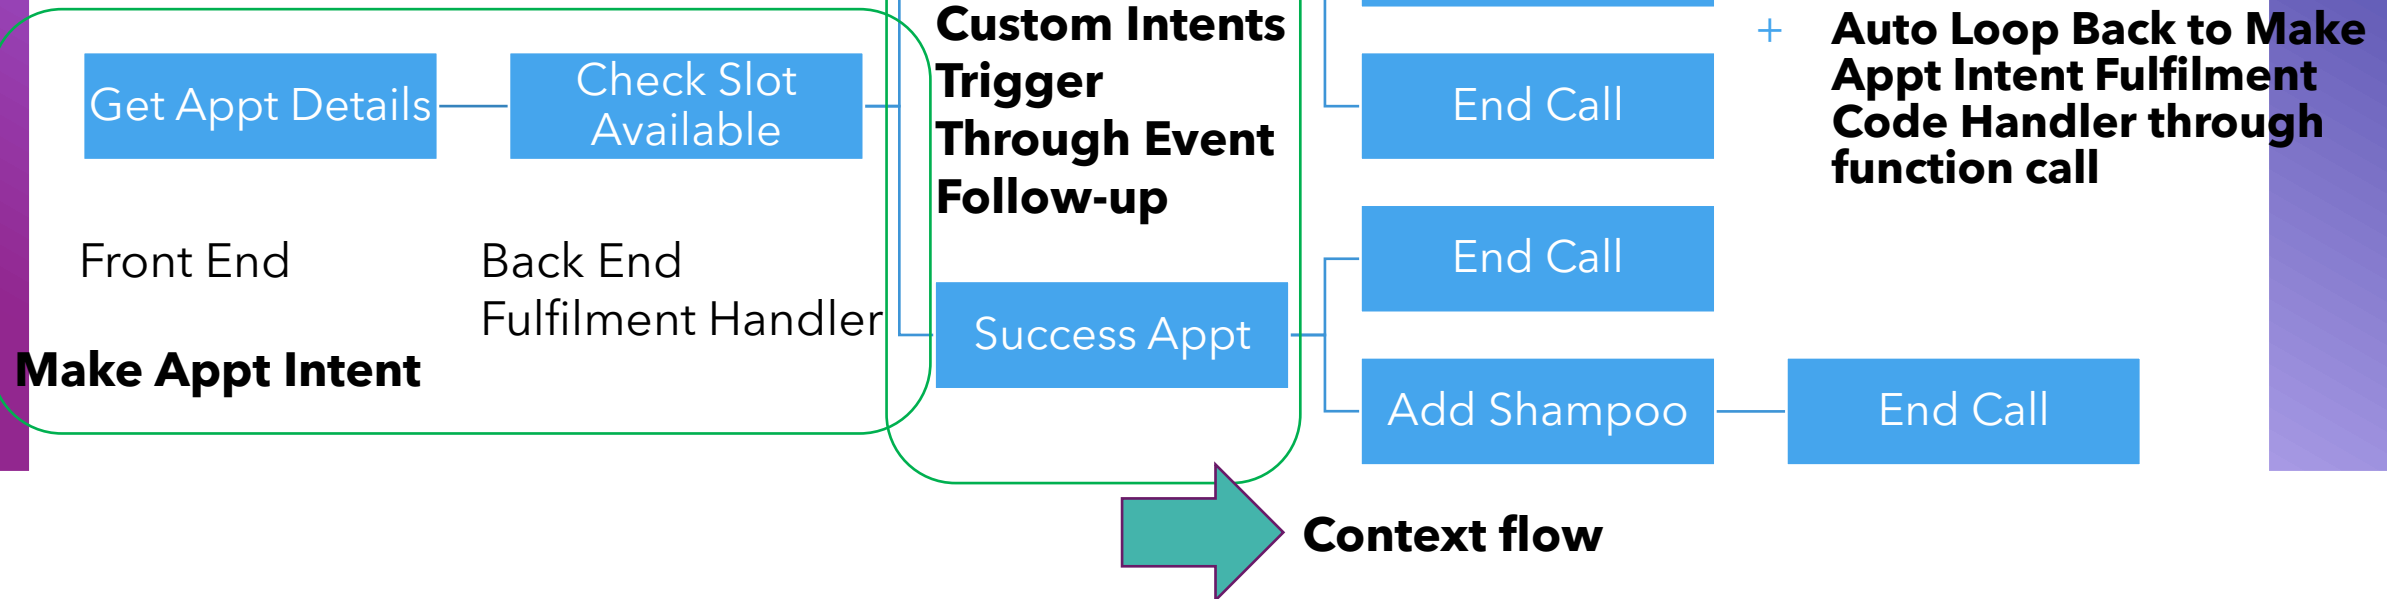 Get Appt Details
Check Slot
Available
Front End
Back End
Fulfilment Handler
Make Appt Intent
Custom Intents
Trigger
Through Event
Follow-up
Success Appt
End Call
End Call
Add Shampoo
End Call
+ Auto Loop Back to Make
Appt Intent Fulfilment
Code Handler through
function call
Context flow